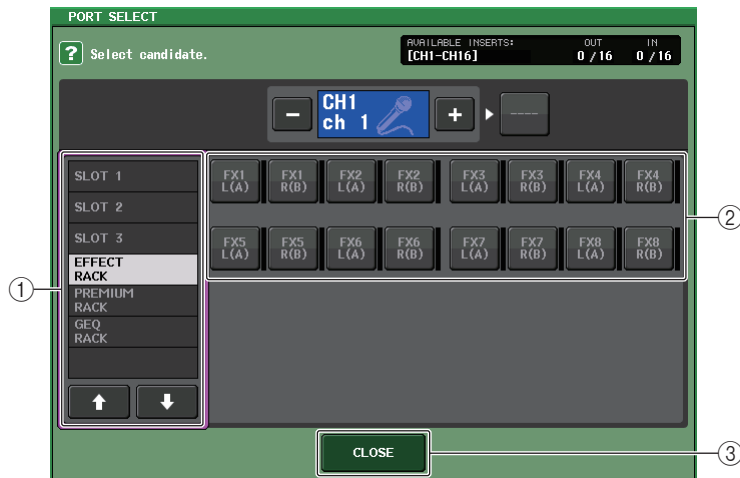 PORT SELECT
? Select candidate.
AVAILABLE INSERTS: OUT IN
[CH1-CH16] 0 /16 0 /16
− CH1 +
ch 1
----
SLOT 1
SLOT 2
SLOT 3
EFFECT
RACK
PREMIUM
RACK
GEQ
RACK
FX1 FX1 FX2 FX2 FX3 FX3 FX4 FX4
L(A) R(B) L(A) R(B) L(A) R(B) L(A) R(B)
FX5 FX5 FX6 FX6 FX7 FX7 FX8 FX8
L(A) R(B) L(A) R(B) L(A) R(B) L(A) R(B)
CLOSE
1
2
3